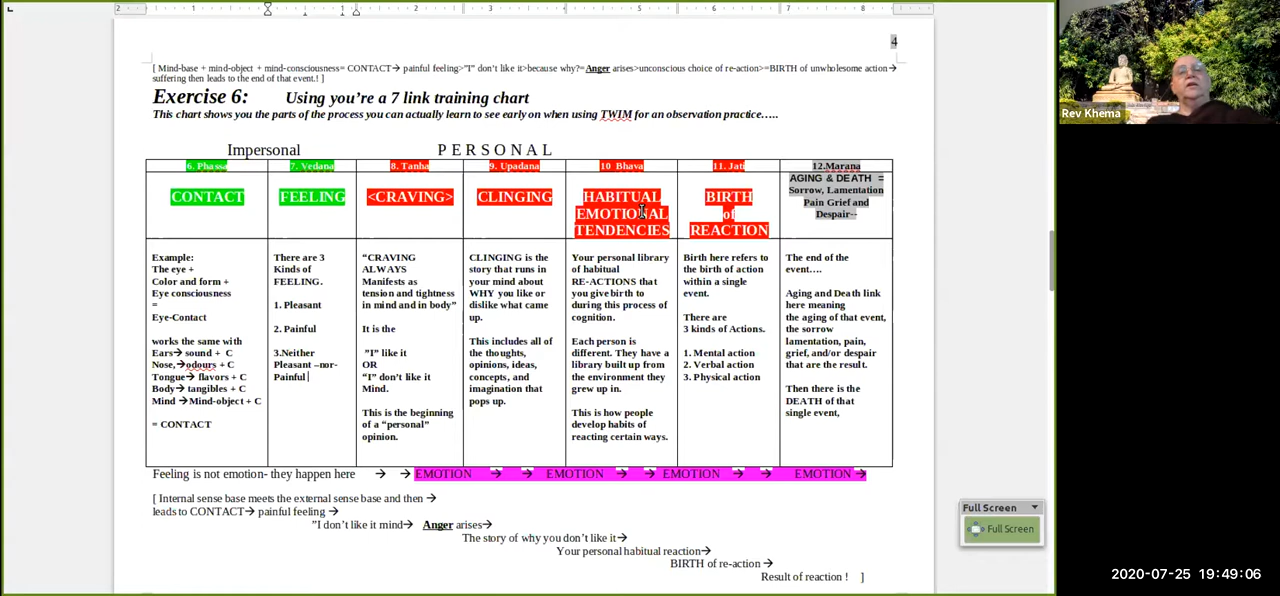 4
[ Mind-base + mind-object + mind-consciousness= CONTACT→ painful feeling>"I" don't like it>because why?=Anger arises>unconscious choice of re-action>=BIRTH of unwholesome action→
suffering then leads to the end of that event.! ]
Exercise 6: Using you're a 7 link training chart
This chart shows you the parts of the process you can actually learn to see early on when using TWIM for an observation practice…..
Impersonal P E R S O N A L
6. Phassa
CONTACT
Example:
The eye +
Color and form +
Eye consciousness
=
Eye-Contact
works the same with
Ears→ sound + C
Nose,→odours + C
Tongue→ flavors + C
Body→ tangibles + C
Mind →Mind-object + C
= CONTACT
7. Vedana
FEELING
There are 3
Kinds of
FEELING.
1. Pleasant
2. Painful
3.Neither
Pleasant –nor-
Painful
8. Tanha
<CRAVING>
"CRAVING
ALWAYS
Manifests as
tension and tightness
in mind and in body"
It is the
"I" like it
OR
"I" don't like it
Mind.
This is the beginning
of a "personal"
opinion.
9. Upadana
CLINGING
CLINGING is the
story that runs in
your mind about
WHY you like or
dislike what came
up.
This includes all of
the thoughts,
opinions, ideas,
concepts, and
imagination that
pops up.
10 Bhava
HABITUAL
EMOTIONAL
TENDENCIES
Your personal library
of habitual
RE-ACTIONS that
you give birth to
during this process of
cognition.
Each person is
different. They have a
library built up from
the environment they
grew up in.
This is how people
develop habits of
reacting certain ways.
11. Jati
BIRTH
of
REACTION
Birth here refers to
the birth of action
within a single
event.
There are
3 kinds of Actions.
1. Mental action
2. Verbal action
3. Physical action
12.Marana
AGING & DEATH =
Sorrow, Lamentation
Pain Grief and
Despair--
The end of the
event….
Aging and Death link
here meaning
the aging of that event,
the sorrow
lamentation, pain,
grief, and/or despair
that are the result.
Then there is the
DEATH of that
single event,
Feeling is not emotion- they happen here → → EMOTION → → EMOTION → → EMOTION → → EMOTION →
[ Internal sense base meets the external sense base and then →
leads to CONTACT→ painful feeling →
"I don't like it mind→ Anger arises→
The story of why you don't like it→
Your personal habitual reaction→
BIRTH of re-action →
Result of reaction ! ]
Full Screen
Full Screen
Rev Khema
2020-07-25 19:49:06
2 1 1 2 3 4 5 6 7 8